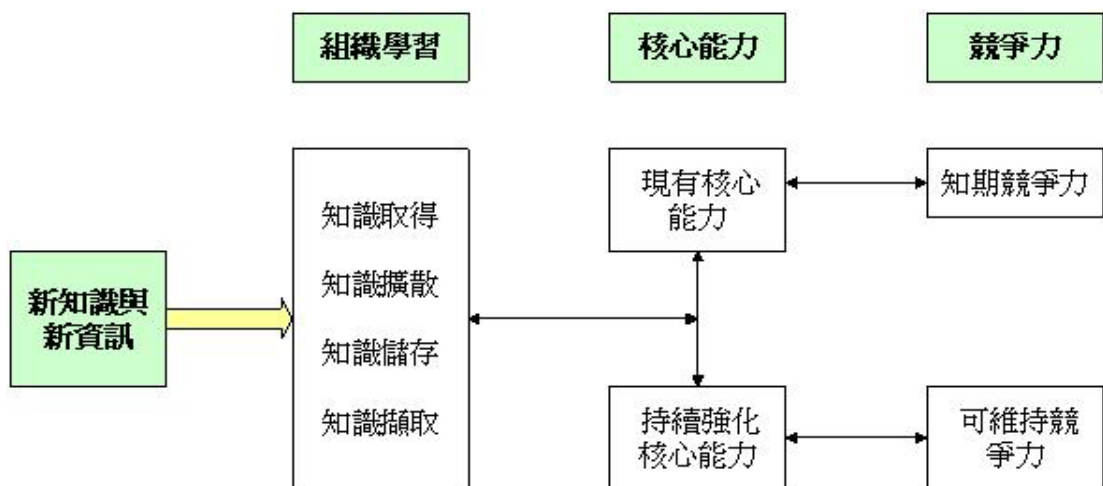 組織學習
核心能力
競爭力
新知識與
新資訊
知識取得
知識擴散
知識儲存
知識擷取
現有核心
能力
知期競爭力
持續強化
核心能力
可維持競
爭力